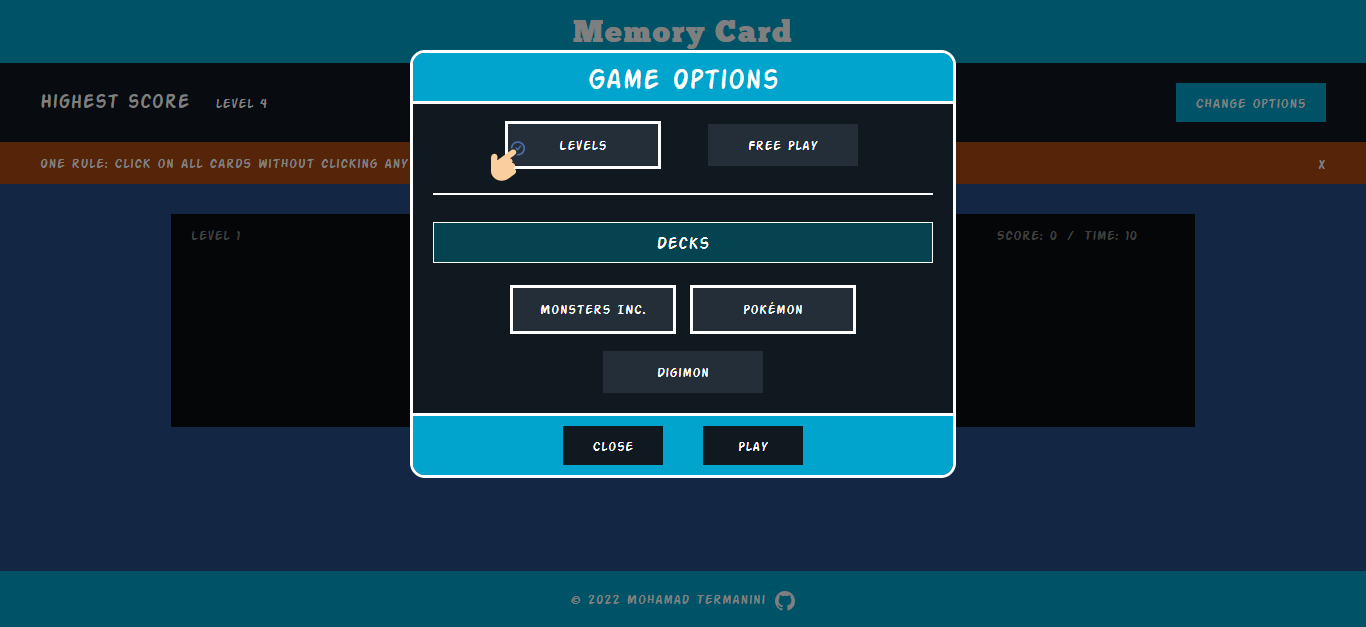 Memory Card
GAME OPTIONS
HIGHEST SCORE LEVEL 4
CHANGE OPTIONS
LEVELS FREE PLAY
ONE RULE: CLICK ON ALL CARDS WITHOUT CLICKING ANY
X
DECKS
LEVEL 1
SCORE: 0 / TIME: 10
MONSTERS INC. POKÉMON
DIGIMON
CLOSE PLAY
© 2022 MOHAMAD TERMANINI